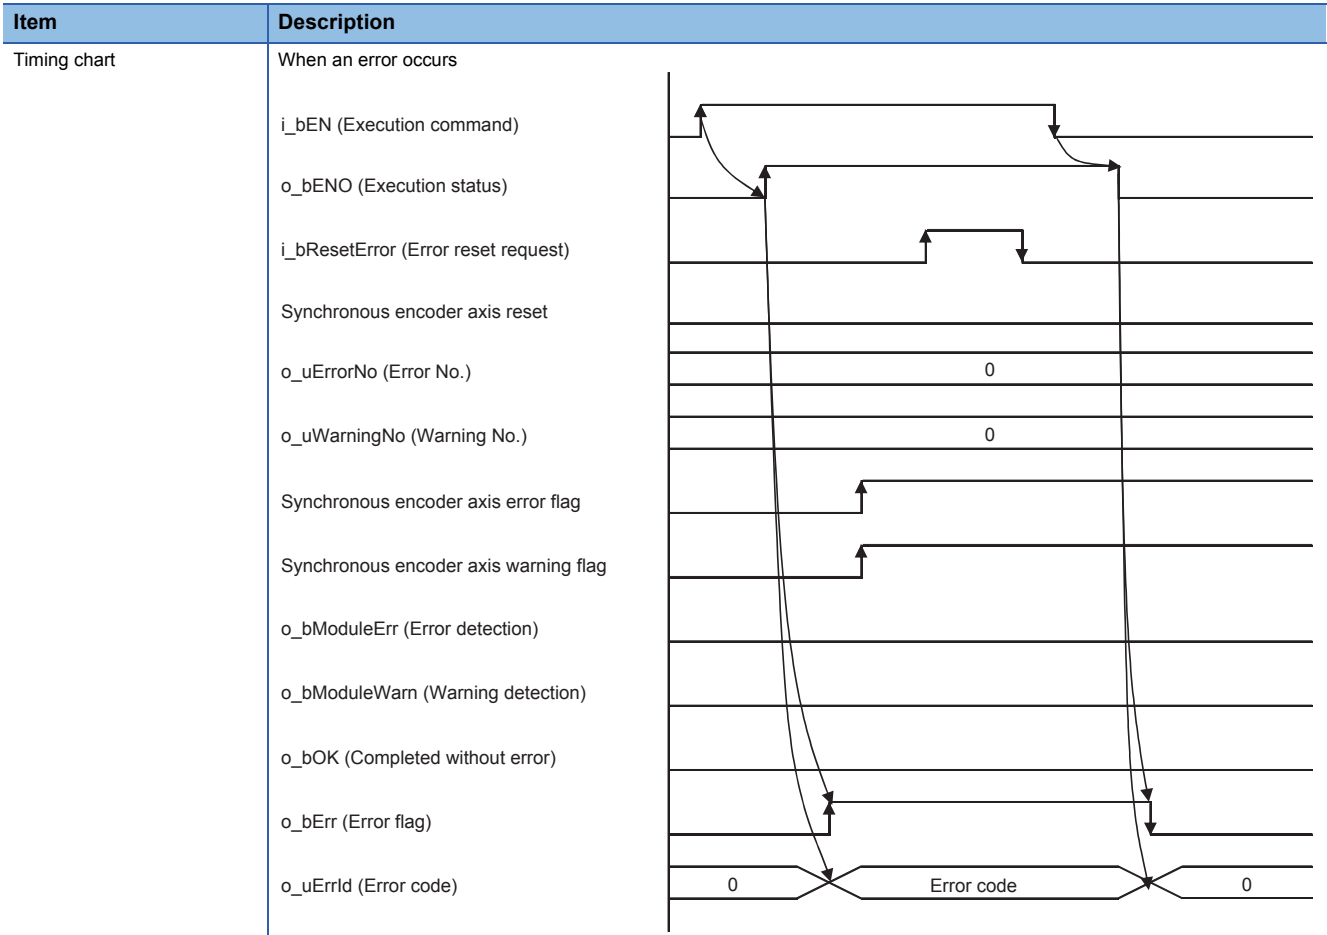 Item Description
Timing chart When an error occurs
i_bEN (Execution command)
o_bENO (Execution status)
i_bResetError (Error reset request)
Synchronous encoder axis reset
o_uErrorNo (Error No.) 0
o_uWarningNo (Warning No.) 0
Synchronous encoder axis error flag
Synchronous encoder axis warning flag
o_bModuleErr (Error detection)
o_bModuleWarn (Warning detection)
o_bOK (Completed without error)
o_bErr (Error flag)
o_uErrId (Error code) 0 Error code 0